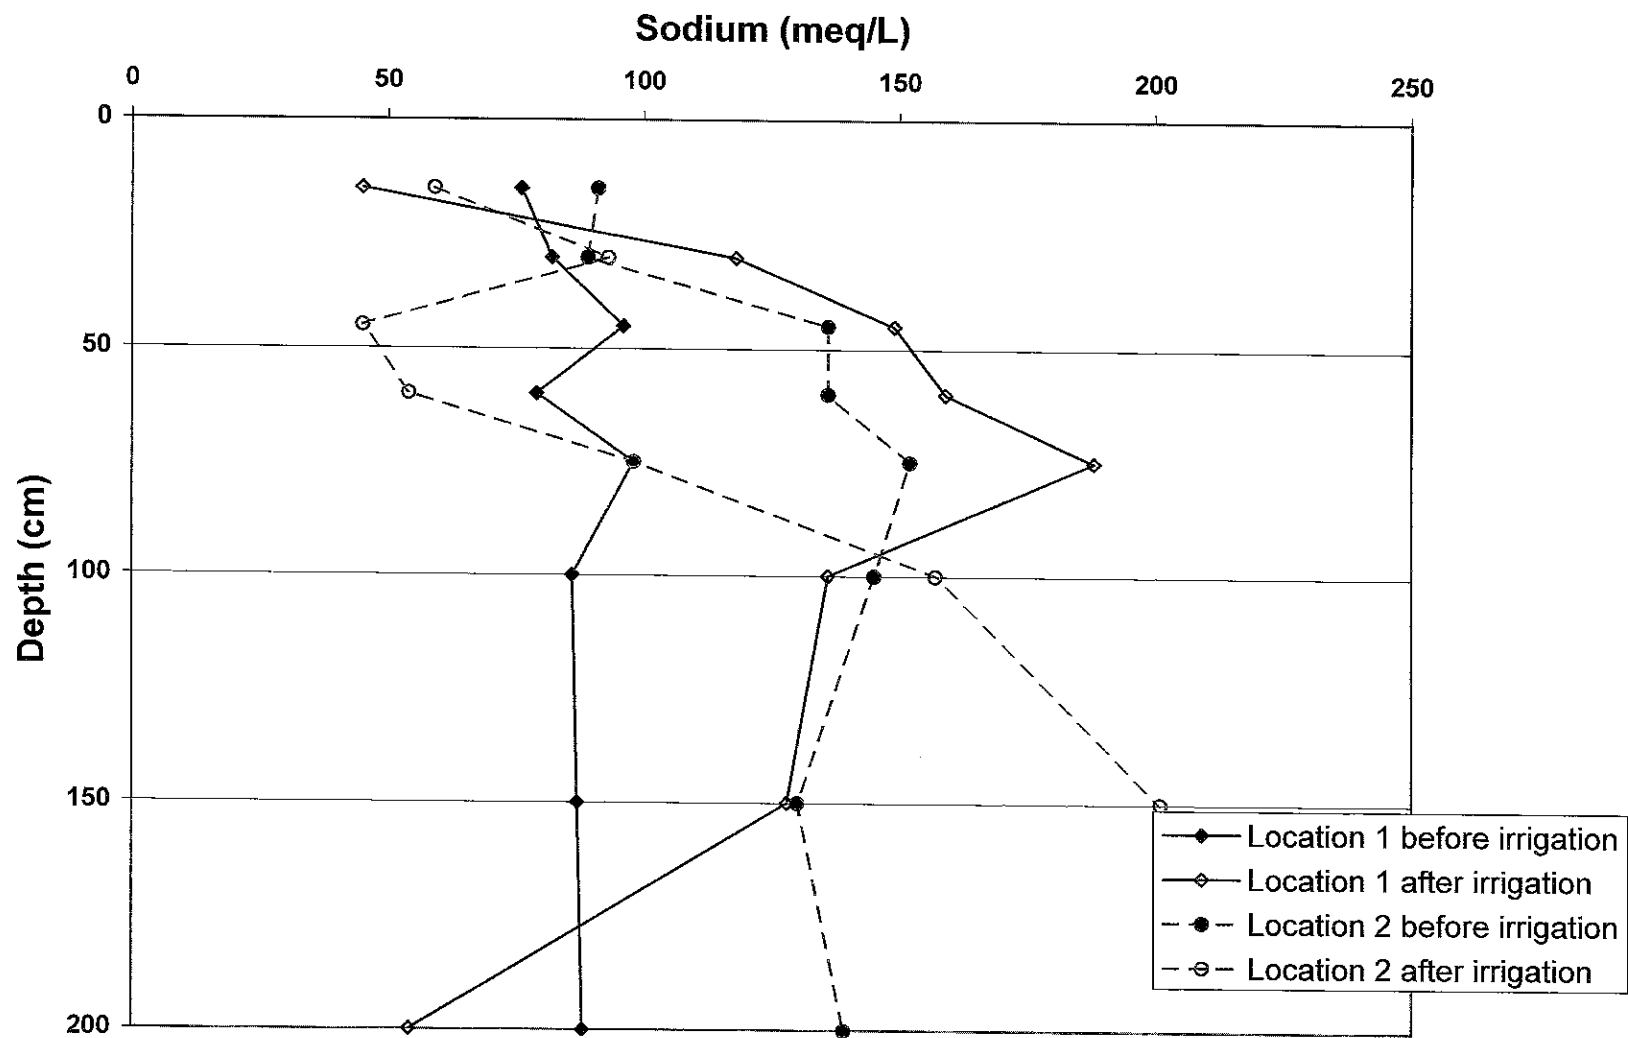 Sodium (meq/L)
0 50 100 150 200 250
0
50
100
150
200
Depth (cm)
Location 1 before irrigation
Location 1 after irrigation
Location 2 before irrigation
Location 2 after irrigation